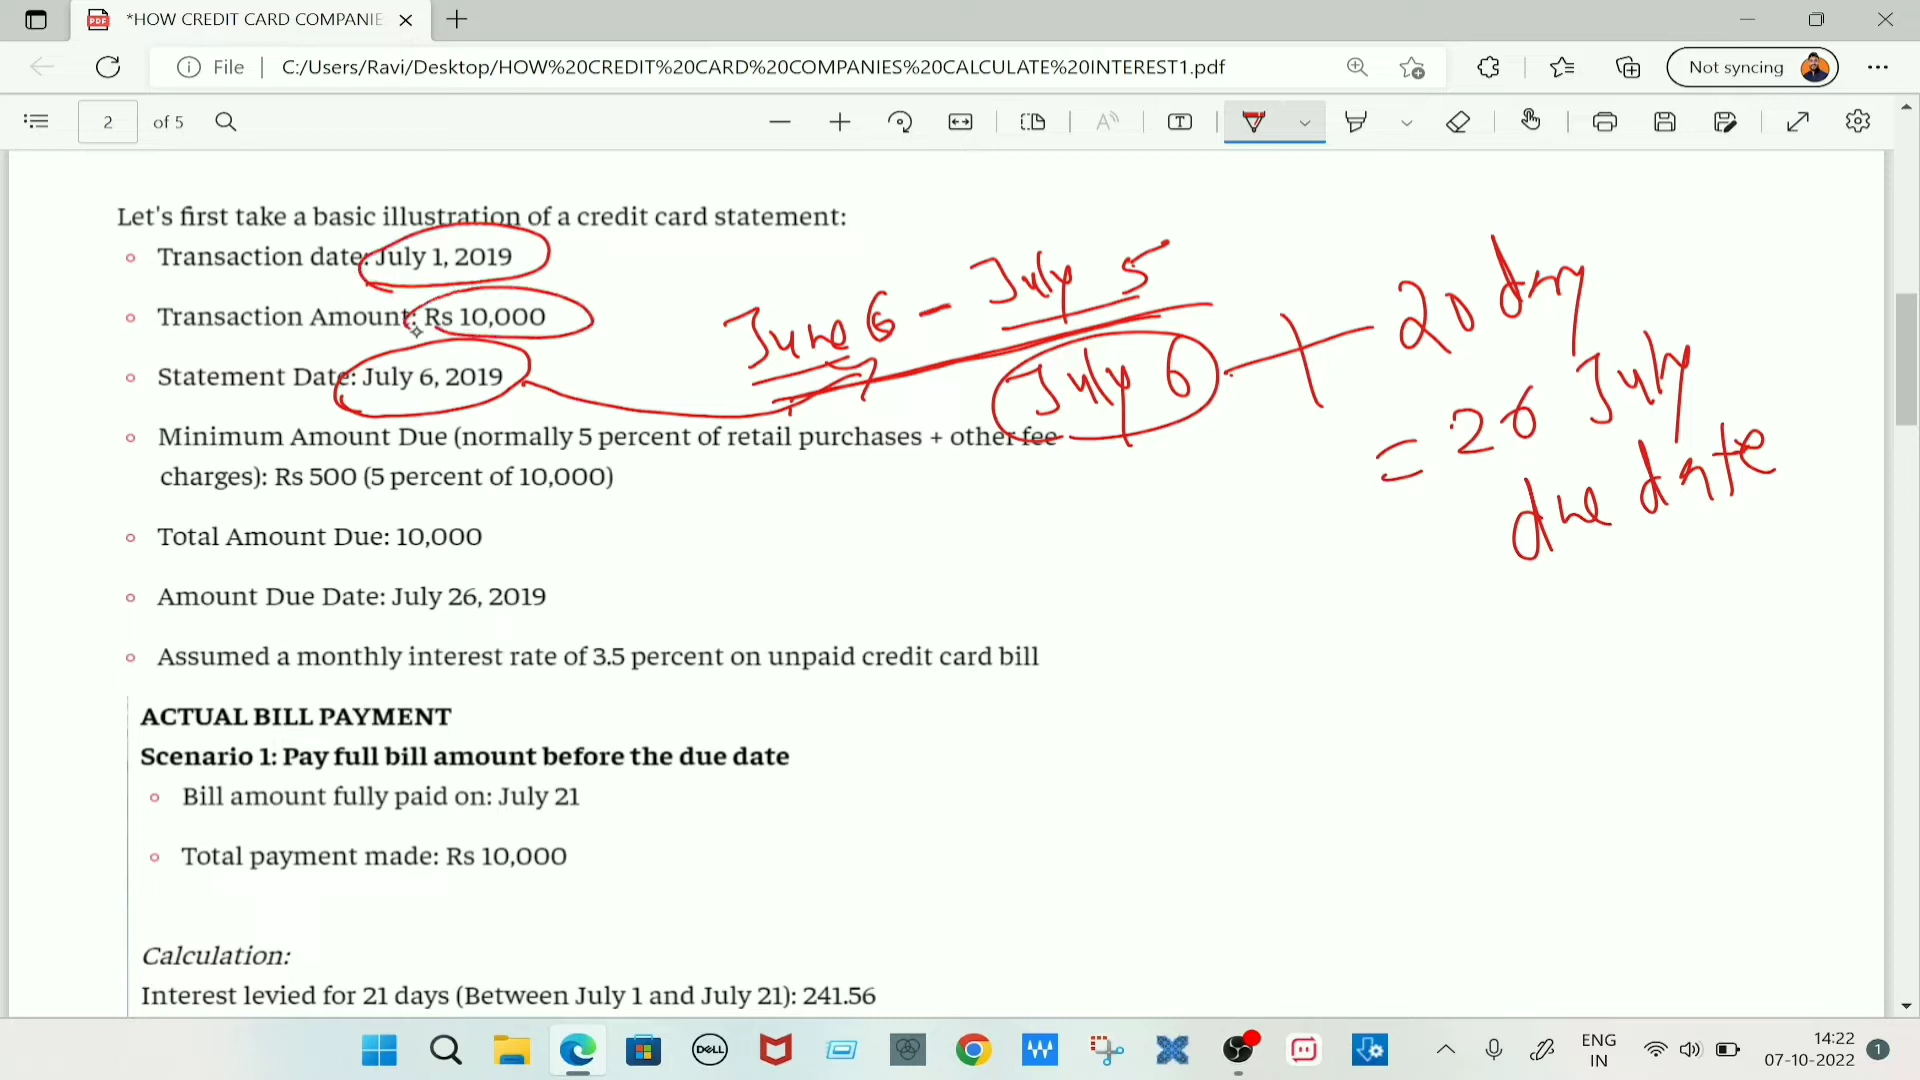 *HOW CREDIT CARD COMPANIE
File
C:/Users/Ravi/Desktop/HOW%20CREDIT%20CARD%20COMPANIES%20CALCULATE%20INTEREST1.pdf
Not syncing
2 of 5
Let's first take a basic illustration of a credit card statement:
Transaction date: July 1, 2019
Transaction Amount: Rs 10,000
Statement Date: July 6, 2019
June 6 - July 5
July 6 + 20 day
= 26 July
due date
Minimum Amount Due (normally 5 percent of retail purchases + other fee
charges): Rs 500 (5 percent of 10,000)
Total Amount Due: 10,000
Amount Due Date: July 26, 2019
Assumed a monthly interest rate of 3.5 percent on unpaid credit card bill
ACTUAL BILL PAYMENT
Scenario 1: Pay full bill amount before the due date
Bill amount fully paid on: July 21
Total payment made: Rs 10,000
Calculation:
Interest levied for 21 days (Between July 1 and July 21): 241.56
DELL
ENG
IN
14:22
07-10-2022
1